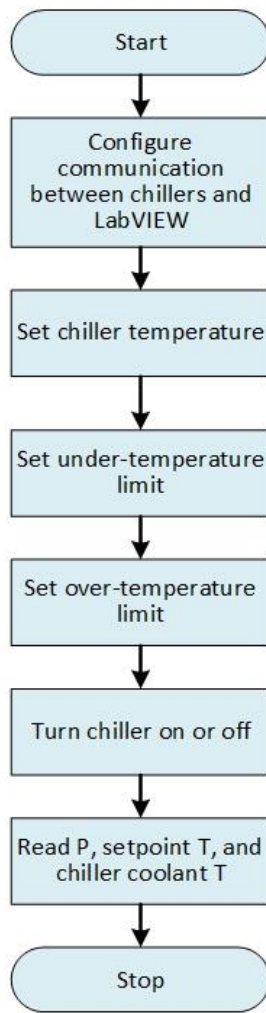 Start
Configure
communication
between chillers and
LabVIEW
Set chiller temperature
Set under-temperature
limit
Set over-temperature
limit
Turn chiller on or off
Read P, setpoint T, and
chiller coolant T
Stop